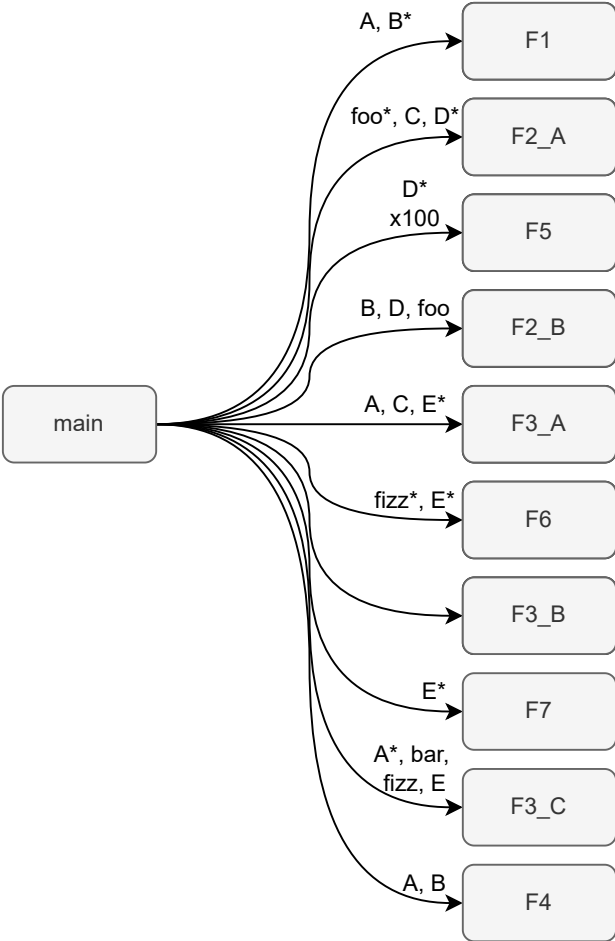 A, B*
F1
foo*, C, D*
F2_A
D*
x100
F5
B, D, foo
F2_B
main
A, C, E*
F3_A
fizz*, E*
F6
F3_B
E*
F7
A*, bar,
fizz, E
F3_C
A, B
F4